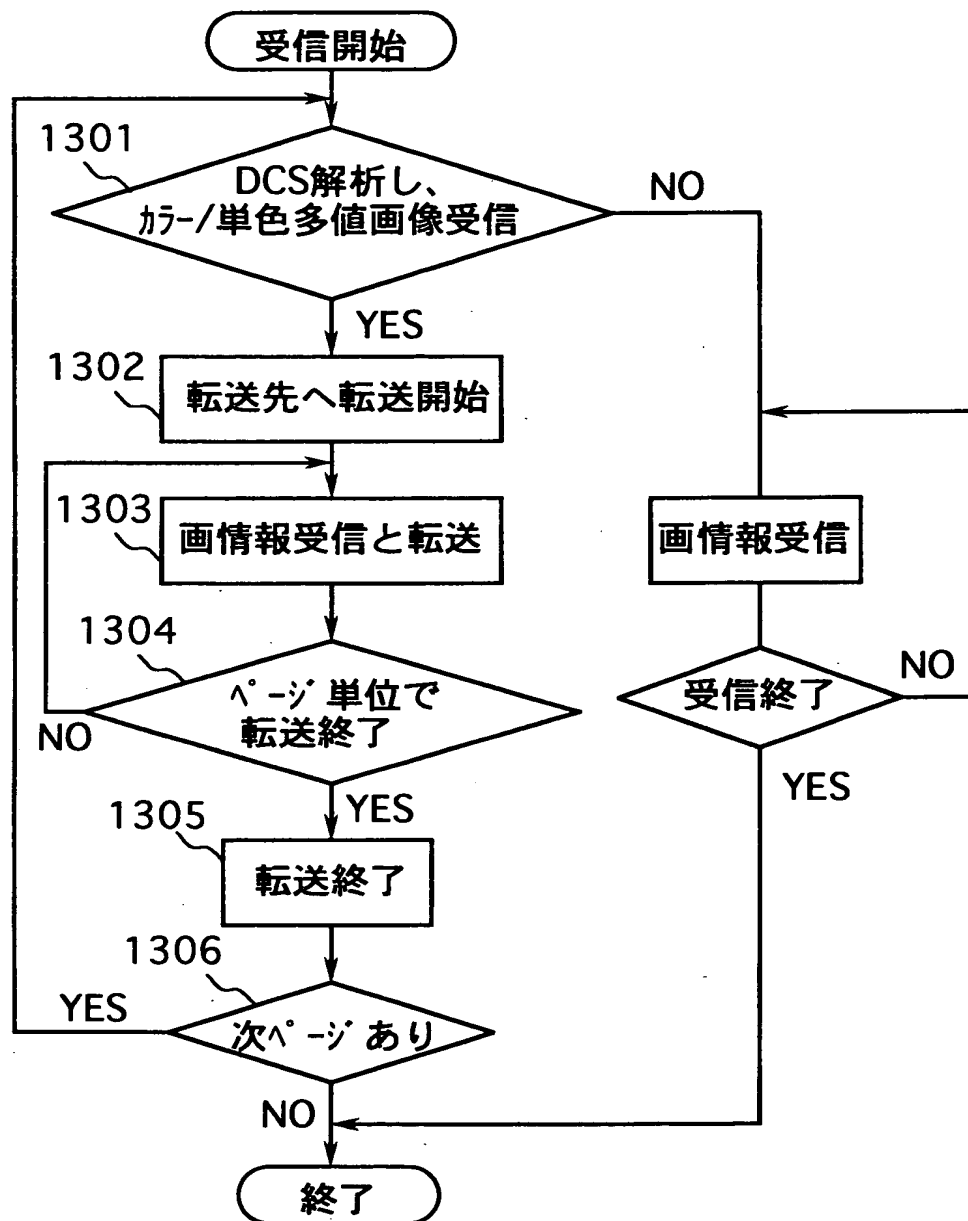 受信開始
1301
DCS解析し、
ｶﾗｰ/単色多値画像受信
NO
YES
1302
転送先へ転送開始
1303
画情報受信と転送
画情報受信
1304
ﾍﾟｰｼﾞ単位で
転送終了
NO
受信終了
NO
YES
YES
1305
転送終了
1306
YES
次ﾍﾟｰｼﾞあり
NO
終了